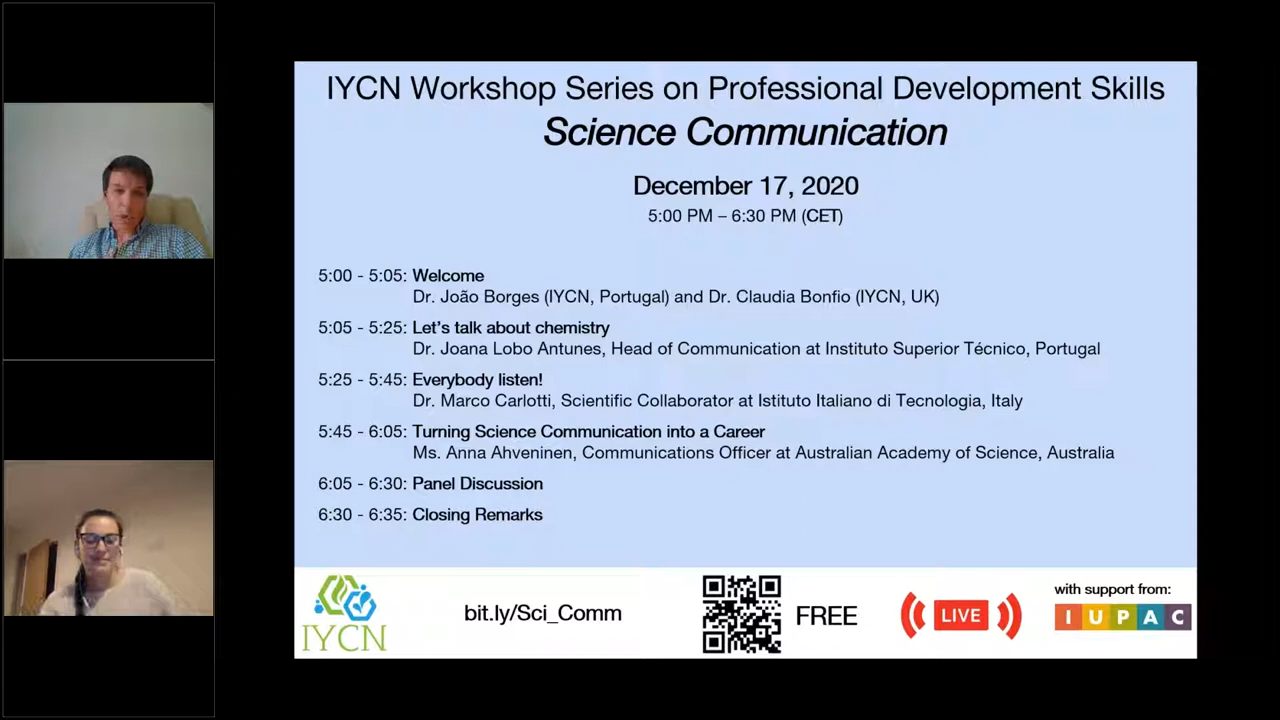 IYCN Workshop Series on Professional Development Skills
Science Communication
December 17, 2020
5:00 PM – 6:30 PM (CET)
5:00 - 5:05: Welcome
Dr. João Borges (IYCN, Portugal) and Dr. Claudia Bonfio (IYCN, UK)
5:05 - 5:25: Let's talk about chemistry
Dr. Joana Lobo Antunes, Head of Communication at Instituto Superior Técnico, Portugal
5:25 - 5:45: Everybody listen!
Dr. Marco Carlotti, Scientific Collaborator at Istituto Italiano di Tecnologia, Italy
5:45 - 6:05: Turning Science Communication into a Career
Ms. Anna Ahveninen, Communications Officer at Australian Academy of Science, Australia
6:05 - 6:30: Panel Discussion
6:30 - 6:35: Closing Remarks
IYCN
bit.ly/Sci_Comm
FREE
LIVE
with support from:
IUPAC